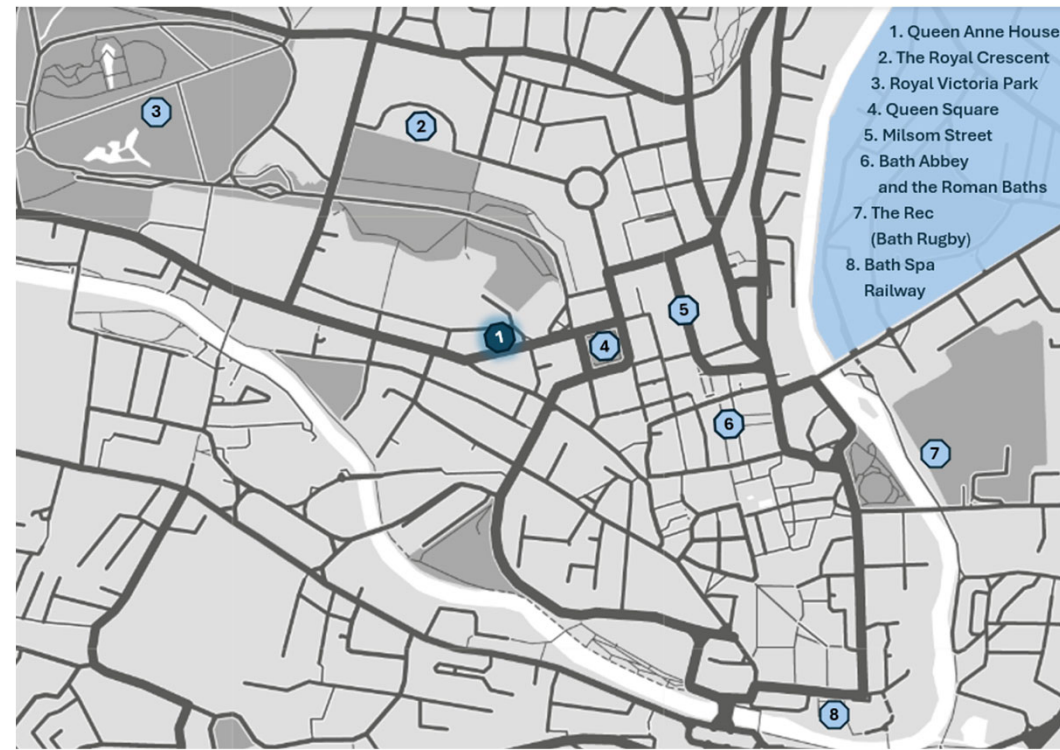 1. Queen Anne House
2. The Royal Crescent
3. Royal Victoria Park
4. Queen Square
5. Milsom Street
6. Bath Abbey
and the Roman Baths
7. The Rec
(Bath Rugby)
8. Bath Spa
Railway
3
2
5
1
4
6
7
8